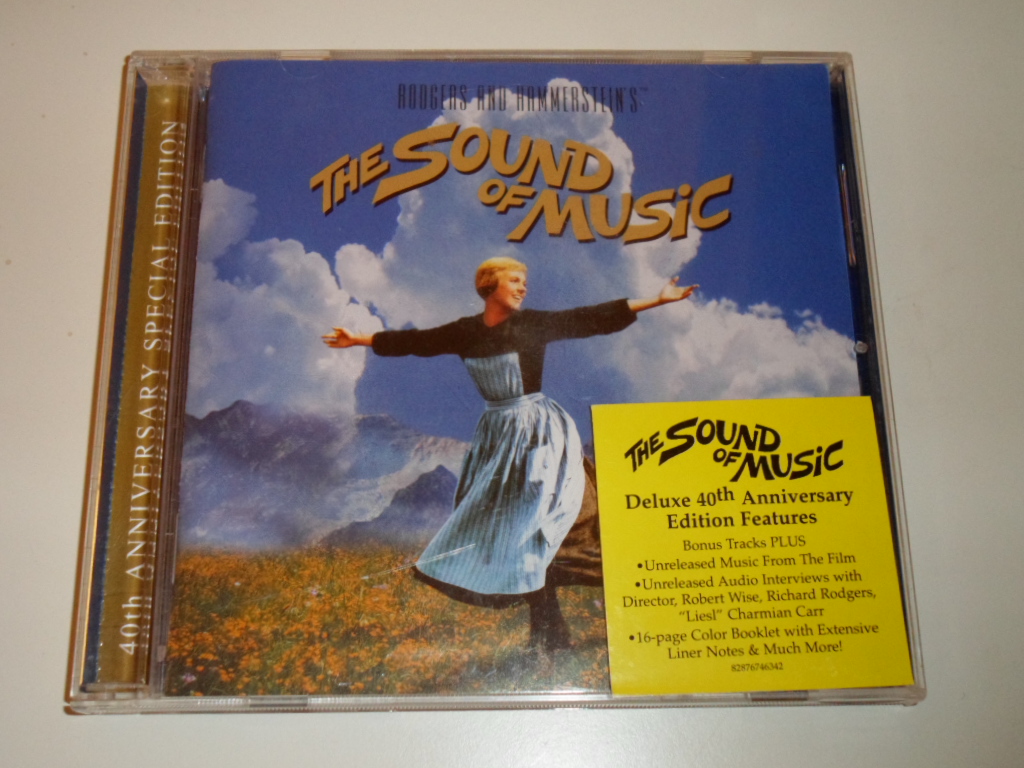 40th ANNIVERSARY SPECIAL EDITION
RODGERS AND HAMMERSTEIN'S™
THE SOUND
OF MUSIC
THE SOUND
OF MUSIC
Deluxe 40th Anniversary
Edition Features
Bonus Tracks PLUS
•Unreleased Music From The Film
•Unreleased Audio Interviews with
Director, Robert Wise, Richard Rodgers,
"Liesl" Charmian Carr
•16-page Color Booklet with Extensive
Liner Notes & Much More!
82876746342